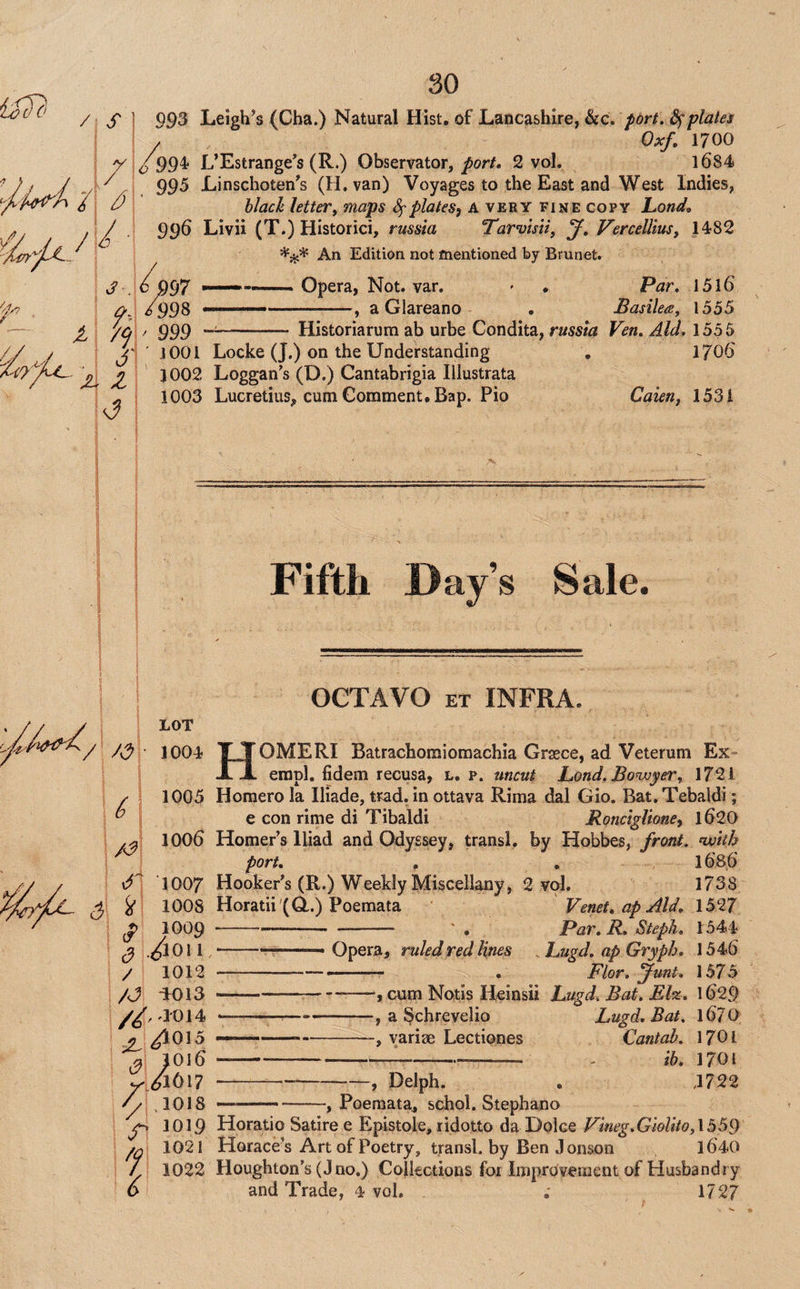 30
993 Leigh's (Cha.) Natural Hist. of Lancashire, &c. port. & plates
Oxf. 1700
994 L'Estrange's (R.) Observator, port. 2 vol. 1684
995 Linschoten's (H. van) Voyages to the East and West Indies,
black letter, maps & plates, A VERY FINE COPY Lond.
996 Livii (T.) Historici, russia Tarvisii, J. Vercellius, 1482
*** An Edition not mentioned by Brunet.
997 ——— Opera, Not. var. . . Par. 1516
998 ———, a Glareano . Basileæ, 1555
999 ——— Historiarum ab urbe Condita, russia Ven. Ald. 1555
1001 Locke (J.) on the Understanding . 1706
1002 Loggan's (D.) Cantabrigia Illustrata
1003 Lucretius, cum Comment. Bap. Pio Caien, 1531
Fifth Day's Sale.
OCTAVO ET INFRA.
LOT
1004 HOMERI Batrachomiomachia Græce, ad Veterum Ex-
empl. fidem recusa, L. P. uncut Lond. Bowyer, 1721
1005 Homero la Iliade, trad. in ottava Rima dal Gio. Bat. Tebaldi;
e con rime di Tibaldi Ronciglione, 1620
1006 Homer's Iliad and Odyssey, transl. by Hobbes, front. with
port. . . 1686
1007 Hooker's (R.) Weekly Miscellany, 2 vol. 1738
1008 Horatii (Q.) Poemata Venet. ap Ald. 1527
1009 ——— ——— . Par. R. Steph. 1544
1011 ——— Opera, ruled red lines Lugd. ap Gryph. 1546
1012 ——— ——— . Flor. Junt. 1575
1013 ——— ———, cum Notis Heinsii Lugd. Bat. Elz. 1629
1014 ——— ———, a Schrevelio Lugd. Bat. 1670
1015 ——— ———, variæ Lectiones Cantab. 1701
1016 ——— ——— ——— - ib. 1701
1017 ——— ———, Delph. . 1722
1018 ——— ———, Poemata, schol. Stephano
1019 Horatio Satire e Epistole, ridotto da Dolce Vineg. Giolito, 1559
1021 Horace's Art of Poetry, transl. by Ben Jonson 1640
1022 Houghton's (Jno.) Collections for Improvement of Husbandry
and Trade, 4 vol. . 1727